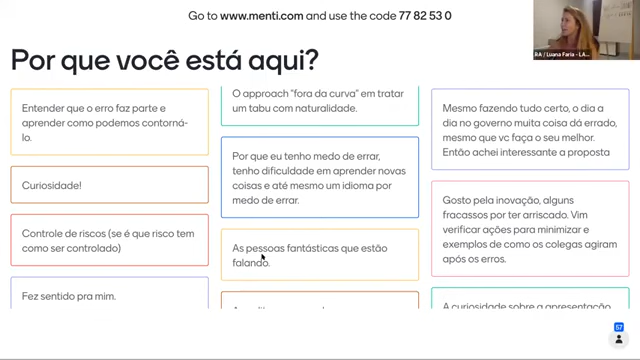 Go to www.menti.com and use the code 77 82 53 0
Por que você está aqui?
Entender que o erro faz parte e
aprender como podemos contorná-
lo.
Curiosidade!
Controle de riscos (se é que risco tem
como ser controlado)
Fez sentido pra mim.
O approach "fora da curva" em tratar
um tabu com naturalidade.
Por que eu tenho medo de errar,
tenho dificuldade em aprender novas
coisas e até mesmo um idioma por
medo de errar.
As pessoas fantásticas que estão
falando.
Mesmo fazendo tudo certo, o dia a
dia no governo muita coisa dá errado,
mesmo que vc faça o seu melhor.
Então achei interessante a proposta
Gosto pela inovação, alguns
fracassos por ter arriscado. Vim
verificar ações para minimizar e
exemplos de como os colegas agiram
após os erros.
A curiosidade sobre a apresentação
BA / Luana Faria - LA...
57